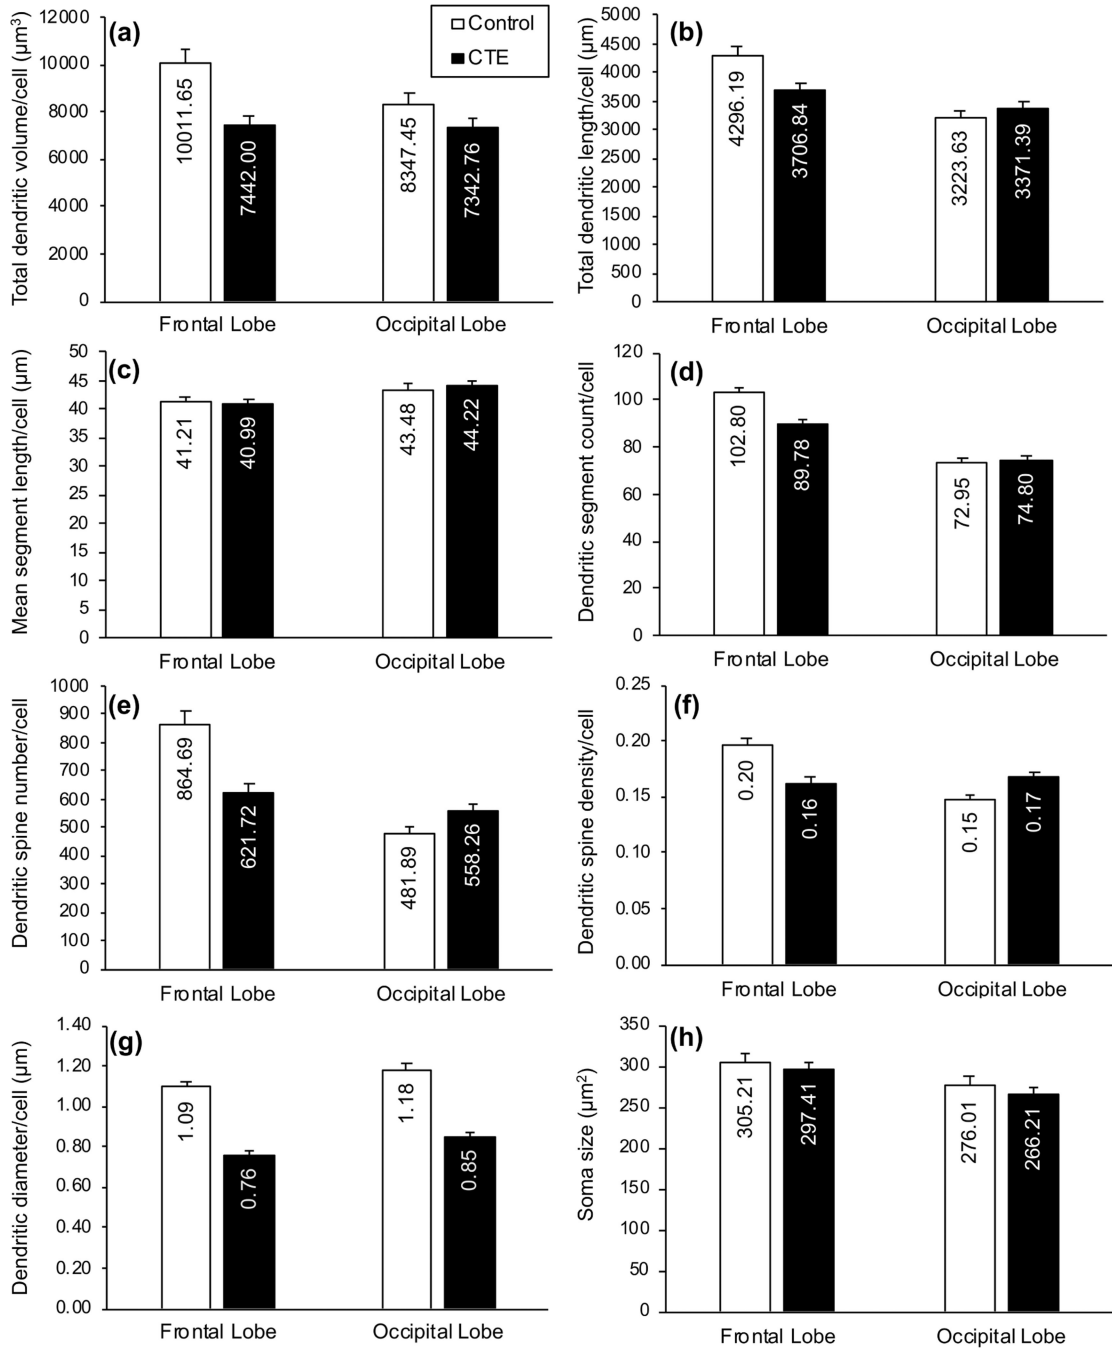 (a)
Control
CTE
Total dendritic volume/cell (µm³)
12000
10000
8000
6000
4000
2000
0
10011.65
7442.00
8347.45
7342.76
Frontal Lobe
Occipital Lobe
(b)
Total dendritic length/cell (µm)
5000
4500
4000
3500
3000
2500
2000
1500
1000
500
0
4296.19
3706.84
3223.63
3371.39
Frontal Lobe
Occipital Lobe
(c)
Mean segment length/cell (µm)
50
45
40
35
30
25
20
15
10
5
0
41.21
40.99
43.48
44.22
Frontal Lobe
Occipital Lobe
(d)
Dendritic segment count/cell
120
100
80
60
40
20
0
102.80
89.78
72.95
74.80
Frontal Lobe
Occipital Lobe
(e)
Dendritic spine number/cell
1000
900
800
700
600
500
400
300
200
100
0
864.69
621.72
481.89
558.26
Frontal Lobe
Occipital Lobe
(f)
Dendritic spine density/cell
0.25
0.20
0.15
0.10
0.05
0.00
0.20
0.16
0.15
0.17
Frontal Lobe
Occipital Lobe
(g)
Dendritic diameter/cell (µm)
1.40
1.20
1.00
0.80
0.60
0.40
0.20
0.00
1.09
0.76
1.18
0.85
Frontal Lobe
Occipital Lobe
(h)
Soma size (µm²)
350
300
250
200
150
100
50
0
305.21
297.41
276.01
266.21
Frontal Lobe
Occipital Lobe